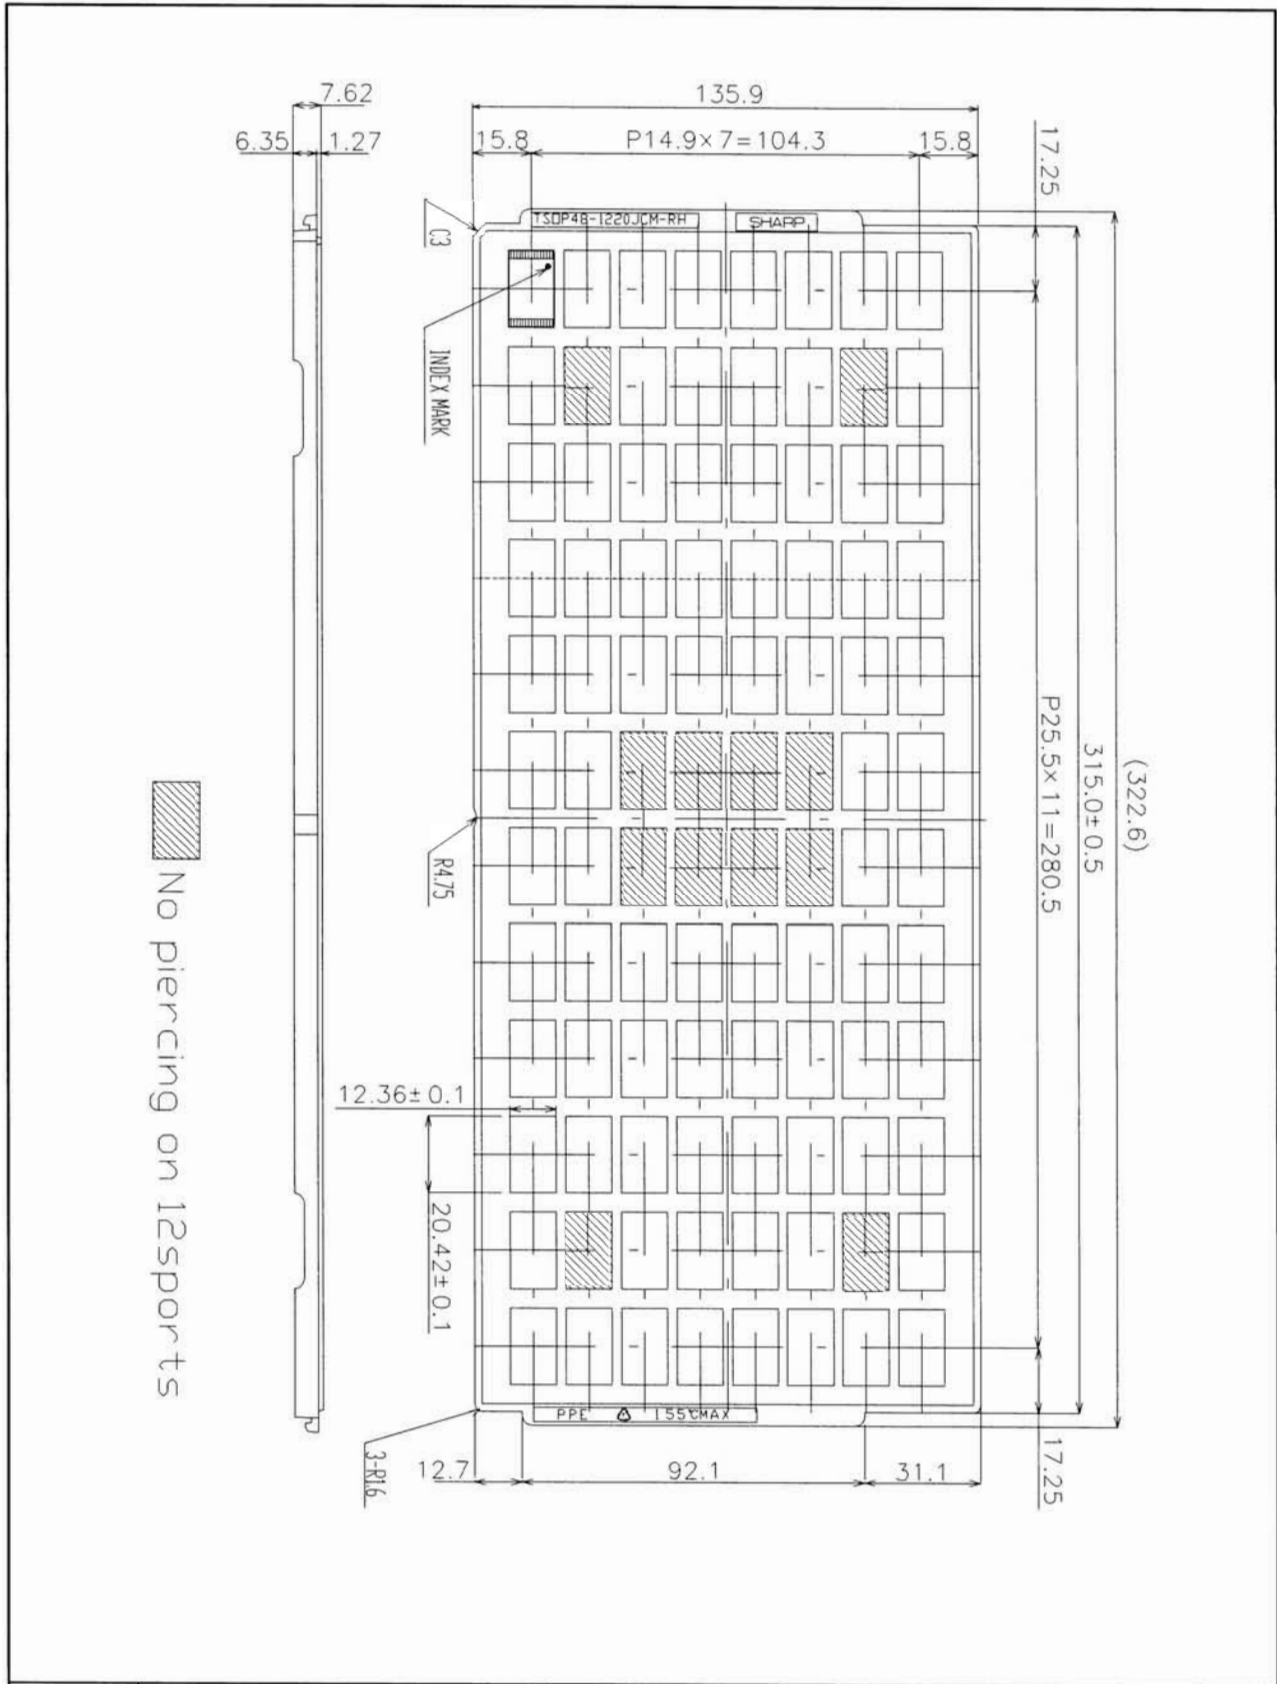 7.62
6.35
1.27
135.9
15.8
P14.9×7=104.3
15.8
17.25
TSOP48-1220JCM-RH
SHARP
C3
INDEX MARK
(322.6)
315.0±0.5
P25.5×11=280.5
R4.75
12.36±0.1
20.42±0.1
No piercing on 12sports
PPE
155℃MAX
3-R1.6
12.7
92.1
31.1
17.25